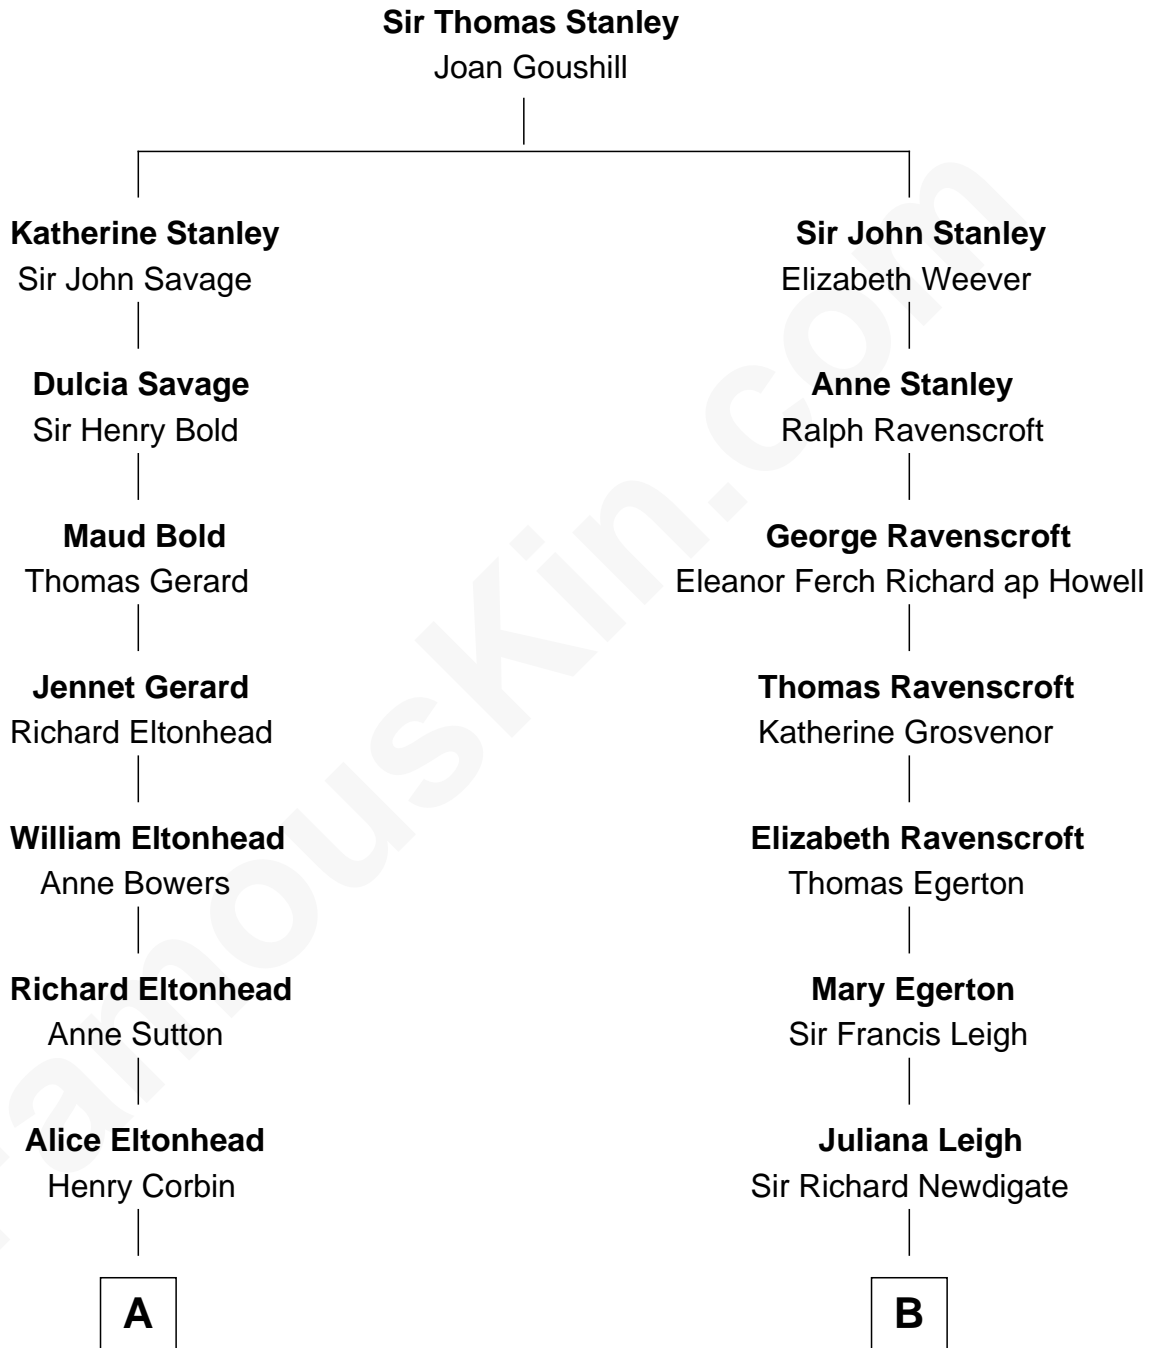 Sir Thomas Stanley
Joan Goushill
Katherine Stanley
Sir John Savage
Sir John Stanley
Elizabeth Weever
Dulcia Savage
Sir Henry Bold
Anne Stanley
Ralph Ravenscroft
Maud Bold
Thomas Gerard
George Ravenscroft
Eleanor Ferch Richard ap Howell
Jennet Gerard
Richard Eltonhead
Thomas Ravenscroft
Katherine Grosvenor
William Eltonhead
Anne Bowers
Elizabeth Ravenscroft
Thomas Egerton
Richard Eltonhead
Anne Sutton
Mary Egerton
Sir Francis Leigh
Alice Eltonhead
Henry Corbin
Juliana Leigh
Sir Richard Newdigate
A
B
FamousKin.com